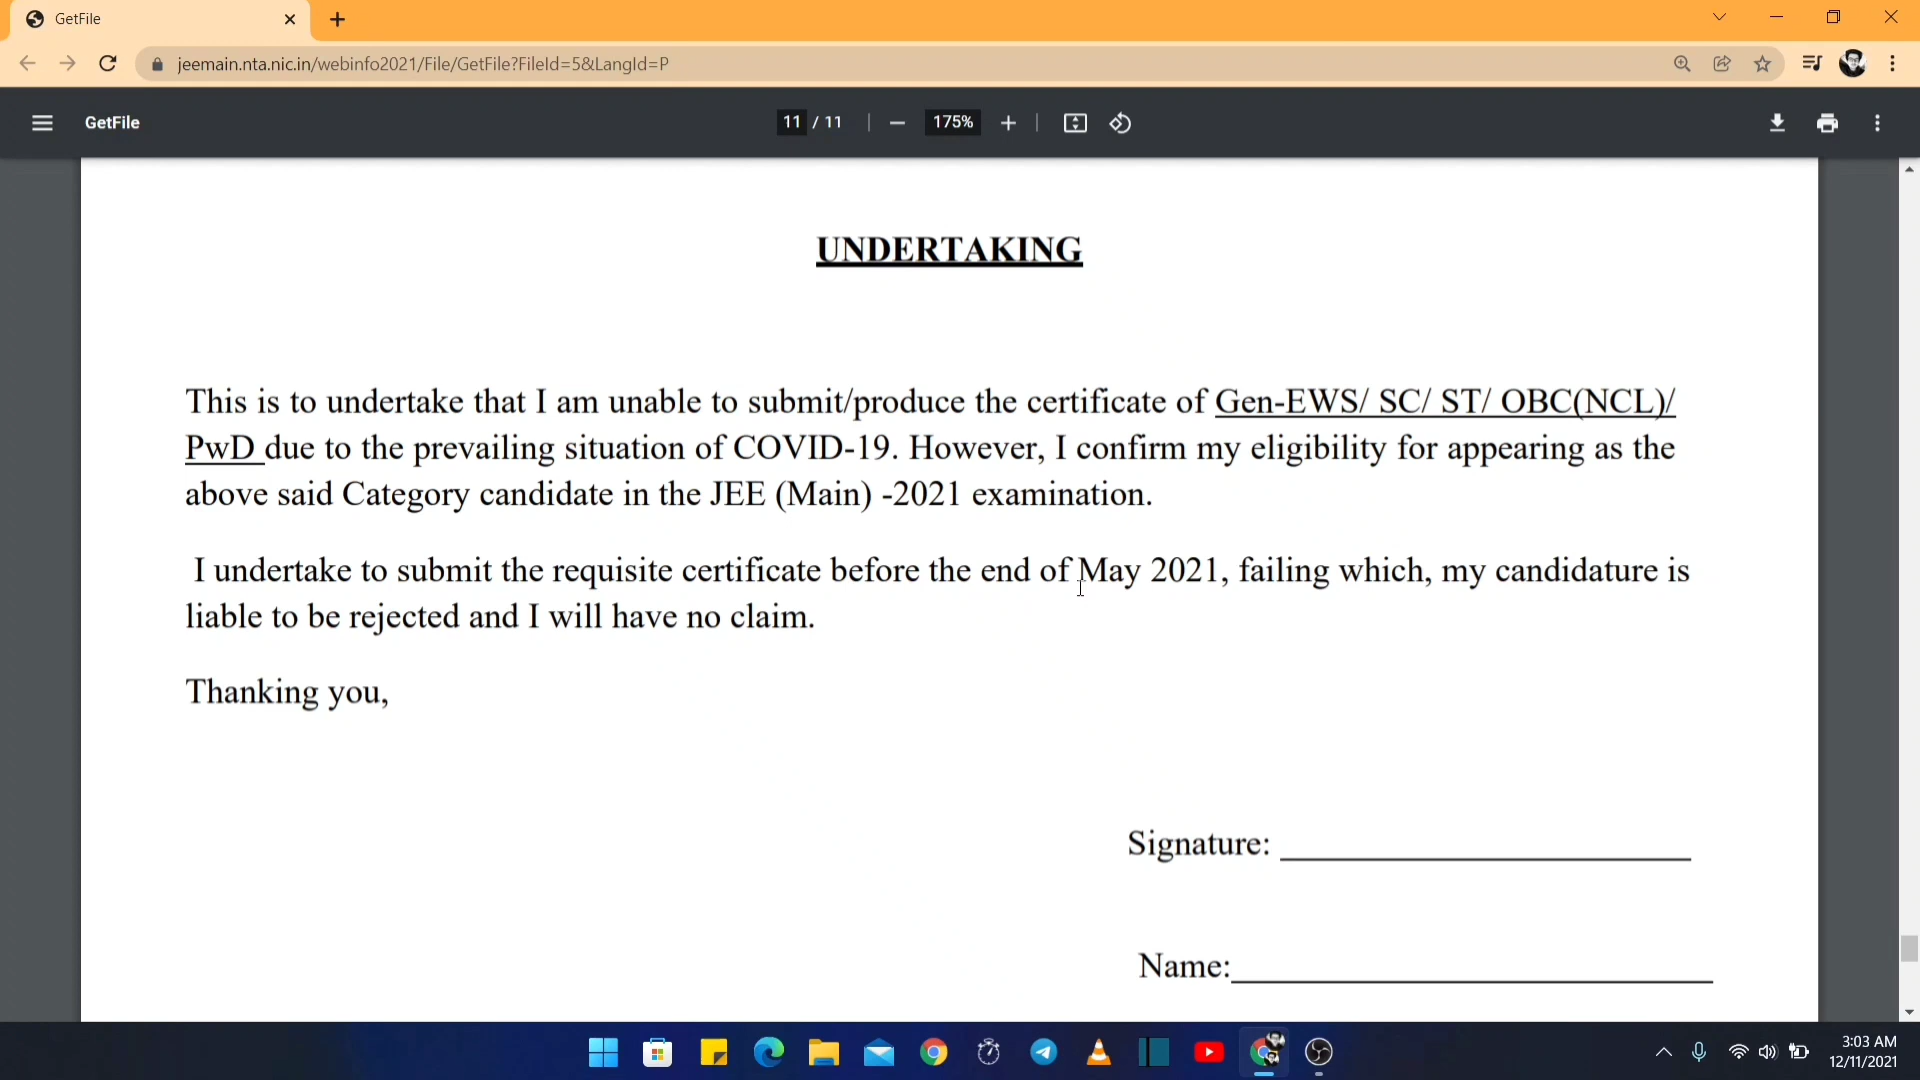 GetFile
jeemain.nta.nic.in/webinfo2021/File/GetFile?FileId=5&LangId=P
GetFile
11 / 11
175%
UNDERTAKING
This is to undertake that I am unable to submit/produce the certificate of Gen-EWS/ SC/ ST/ OBC(NCL)/
PwD due to the prevailing situation of COVID-19. However, I confirm my eligibility for appearing as the
above said Category candidate in the JEE (Main) -2021 examination.
I undertake to submit the requisite certificate before the end of May 2021, failing which, my candidature is
liable to be rejected and I will have no claim.
Thanking you,
Signature:
Name:
3:03 AM
12/11/2021